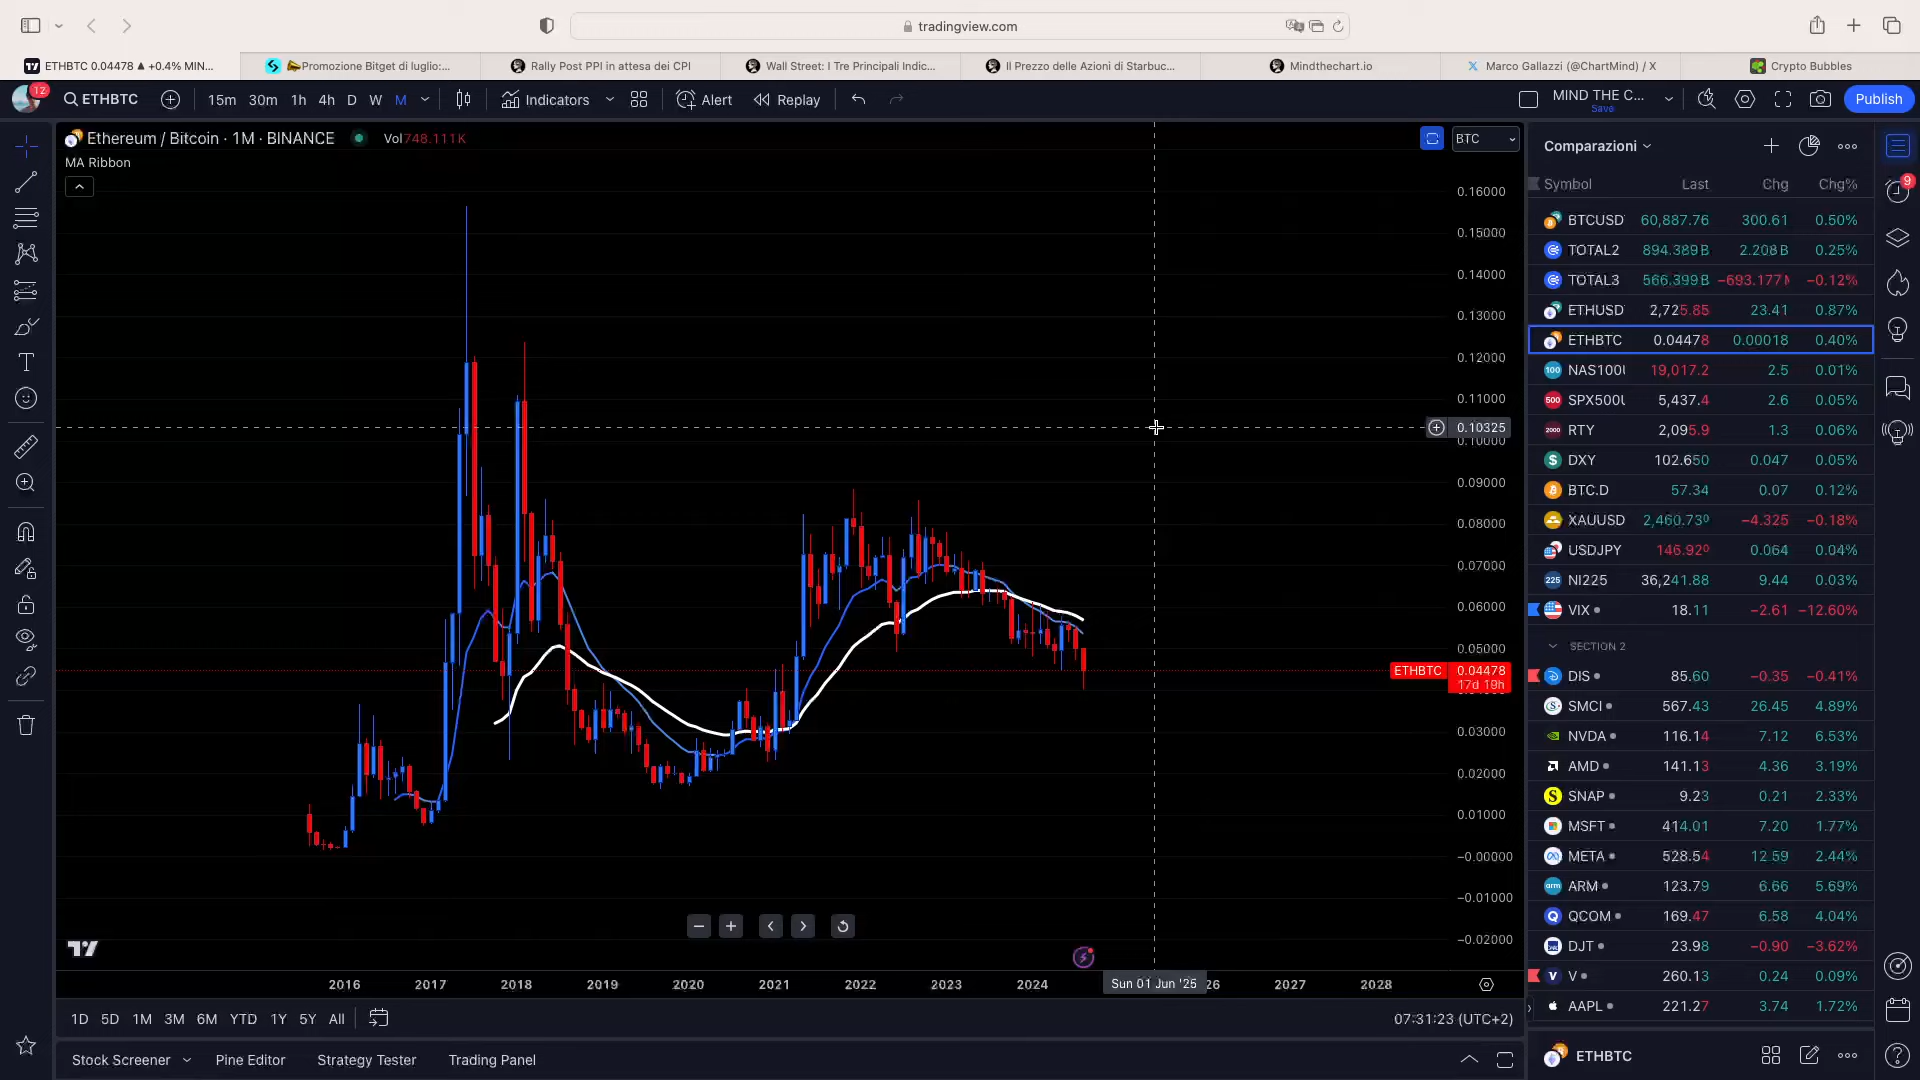 tradingview.com
ETHBTC 0.04478 ▲ +0.4% MIN...
Promozione Bitget di luglio:...
Rally Post PPI in attesa dei CPI
Wall Street: I Tre Principali Indic...
Il Prezzo delle Azioni di Starbuc...
Mindthechart.io
Marco Gallazzi (@ChartMind) / X
Crypto Bubbles
12
ETHBTC
15m 30m 1h 4h D W M
Indicators
Alert
Replay
MIND THE C...
Save
Publish
Ethereum / Bitcoin · 1M · BINANCE
Vol 748.111K
MA Ribbon
BTC
0.16000
0.15000
0.14000
0.13000
0.12000
0.11000
0.10325
0.10000
0.09000
0.08000
0.07000
0.06000
0.05000
ETHBTC 0.04478
17d 19h
0.03000
0.02000
0.01000
−0.00000
−0.01000
−0.02000
2016 2017 2018 2019 2020 2021 2022 2023 2024 Sun 01 Jun '25 26 2027 2028
1D 5D 1M 3M 6M YTD 1Y 5Y All
07:31:23 (UTC+2)
Stock Screener
Pine Editor
Strategy Tester
Trading Panel
Comparazioni
Symbol Last Chg Chg%
BTCUSD 60,887.76 300.61 0.50%
TOTAL2 894.389B 2.208B 0.25%
TOTAL3 566.399B −693.177M −0.12%
ETHUSD 2,725.85 23.41 0.87%
ETHBTC 0.04478 0.00018 0.40%
NAS100U 19,017.2 2.5 0.01%
SPX500U 5,437.4 2.6 0.05%
RTY 2,095.9 1.3 0.06%
DXY 102.650 0.047 0.05%
BTC.D 57.34 0.07 0.12%
XAUUSD 2,460.730 −4.325 −0.18%
USDJPY 146.920 0.064 0.04%
NI225 36,241.88 9.44 0.03%
VIX 18.11 −2.61 −12.60%
SECTION 2
DIS 85.60 −0.35 −0.41%
SMCI 567.43 26.45 4.89%
NVDA 116.14 7.12 6.53%
AMD 141.13 4.36 3.19%
SNAP 9.23 0.21 2.33%
MSFT 414.01 7.20 1.77%
META 528.54 12.59 2.44%
ARM 123.79 6.66 5.69%
QCOM 169.47 6.58 4.04%
DJT 23.98 −0.90 −3.62%
V 260.13 0.24 0.09%
AAPL 221.27 3.74 1.72%
ETHBTC
9